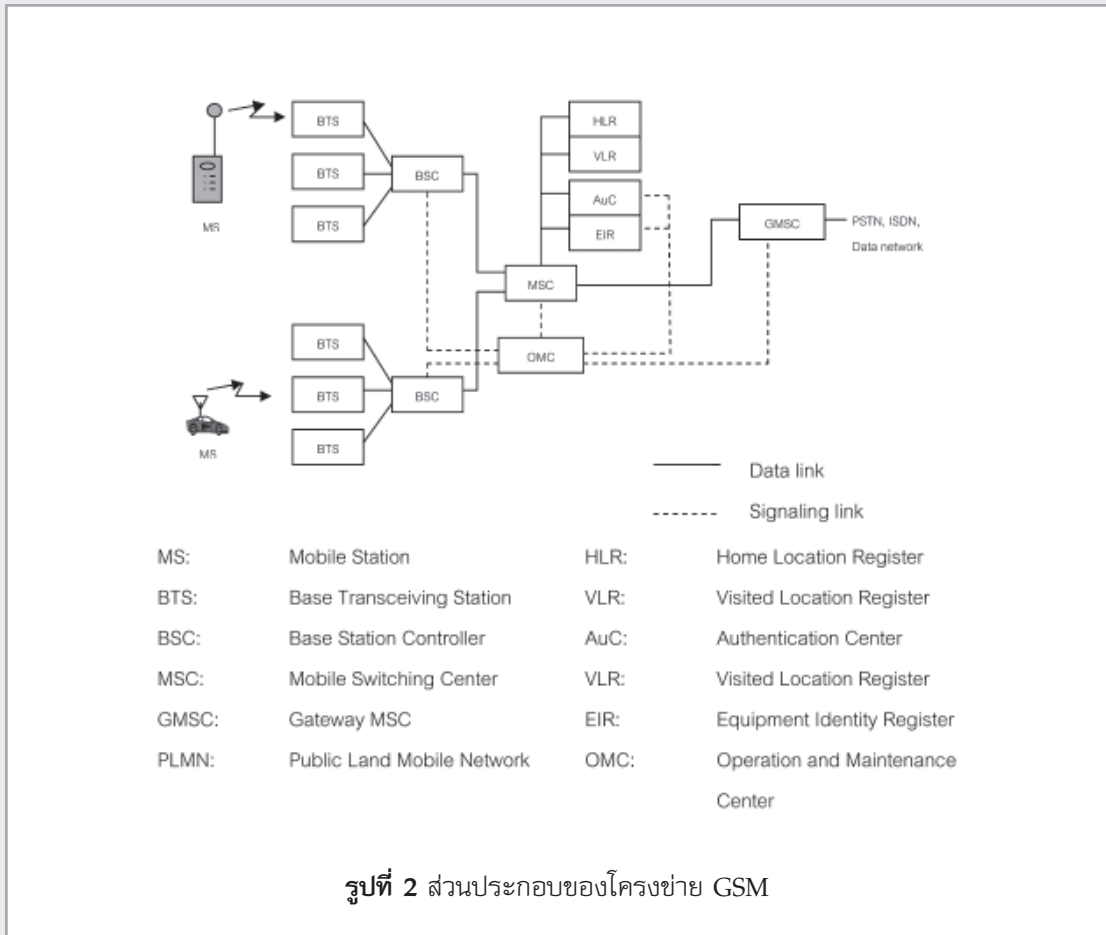 BTS
HLR
BTS
BSC
VLR
MS
BTS
AuC
EIR
GMSC
PSTN, ISDN,
Data network
MSC
BTS
OMC
BTS
BSC
MS
BTS
Data link
Signaling link
MS: Mobile Station HLR: Home Location Register
BTS: Base Transceiving Station VLR: Visited Location Register
BSC: Base Station Controller AuC: Authentication Center
MSC: Mobile Switching Center VLR: Visited Location Register
GMSC: Gateway MSC EIR: Equipment Identity Register
PLMN: Public Land Mobile Network OMC: Operation and Maintenance
Center
รูปที่ 2 ส่วนประกอบของโครงข่าย GSM